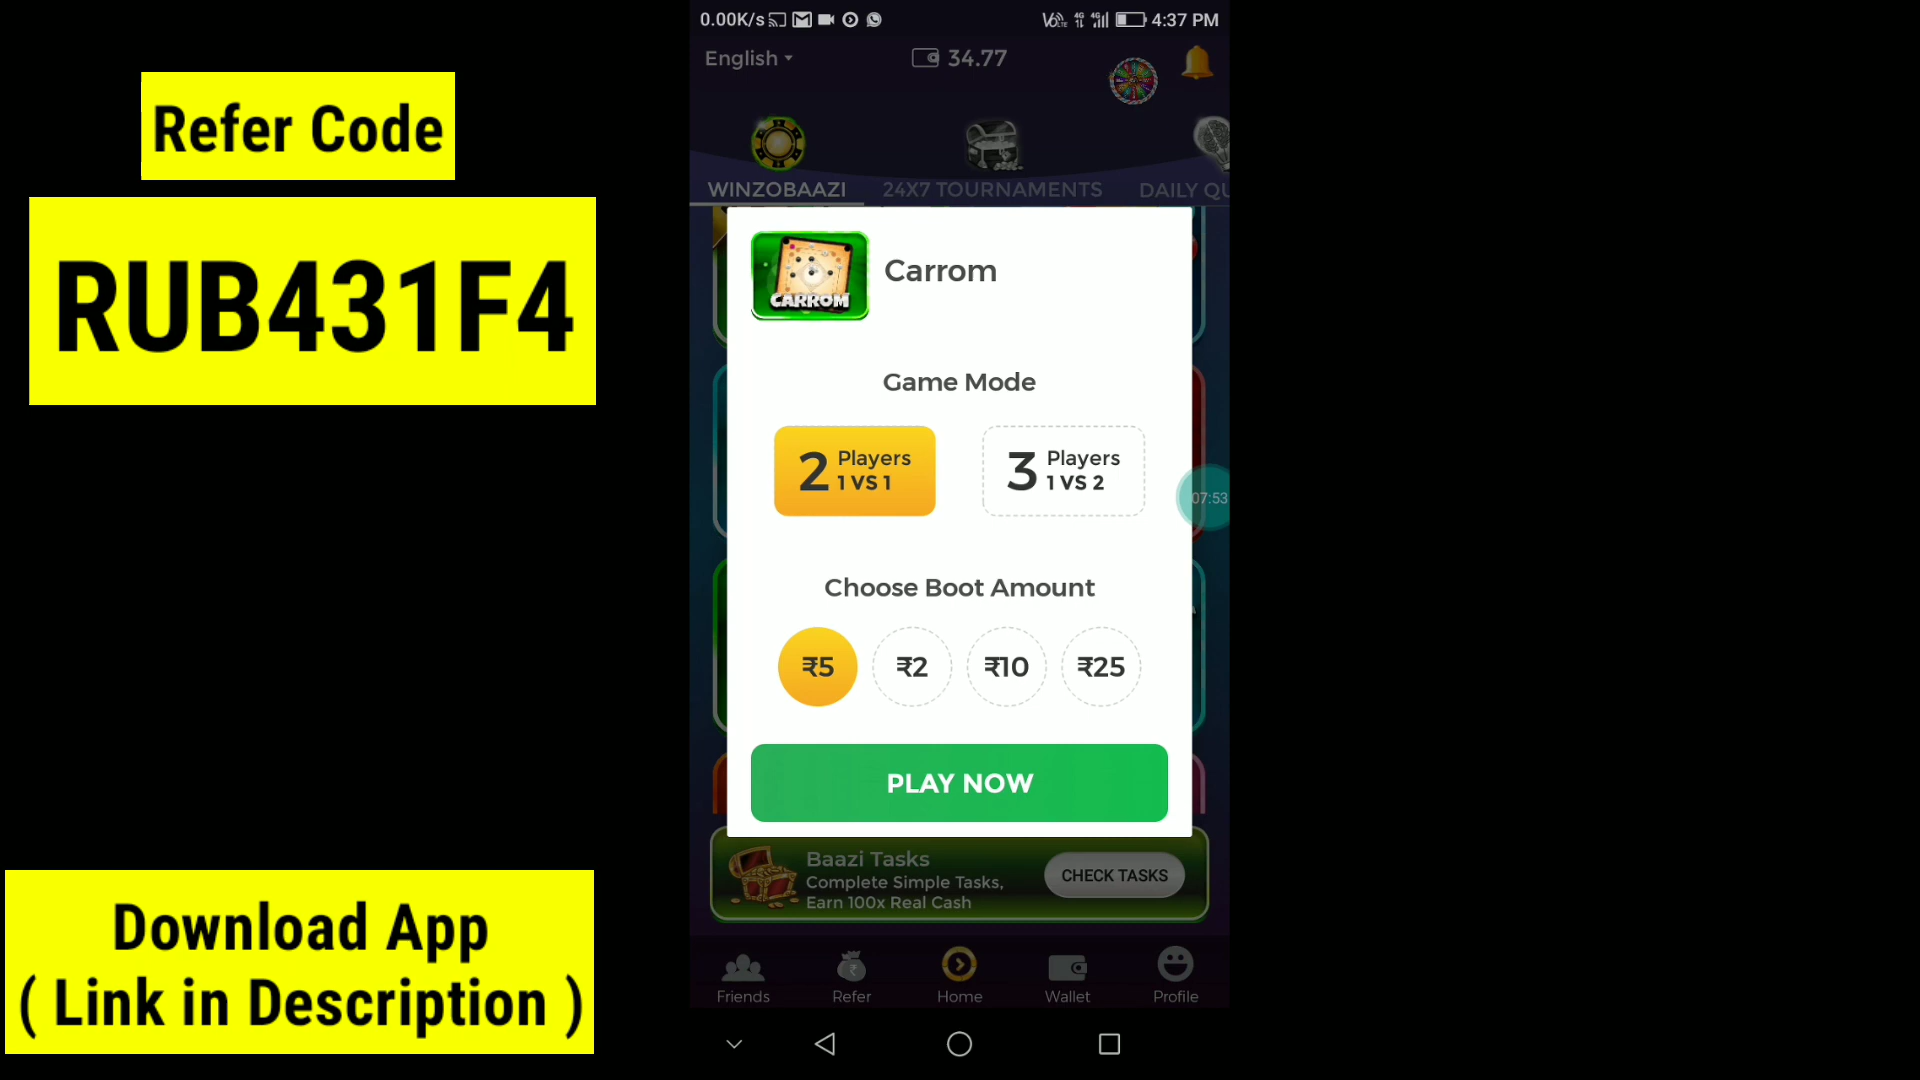 Refer Code
RUB431F4
Download App
( Link in Description )
0.00K/s
4G 4G 4:37 PM
English
34.77
WINZOBAAZI 24X7 TOURNAMENTS DAILY QU
CARROM
Carrom
Game Mode
2 Players
1 VS 1
3 Players
1 VS 2
07:53
Choose Boot Amount
₹5 ₹2 ₹10 ₹25
PLAY NOW
Baazi Tasks
Complete Simple Tasks,
Earn 100x Real Cash
CHECK TASKS
Friends Refer Home Wallet Profile